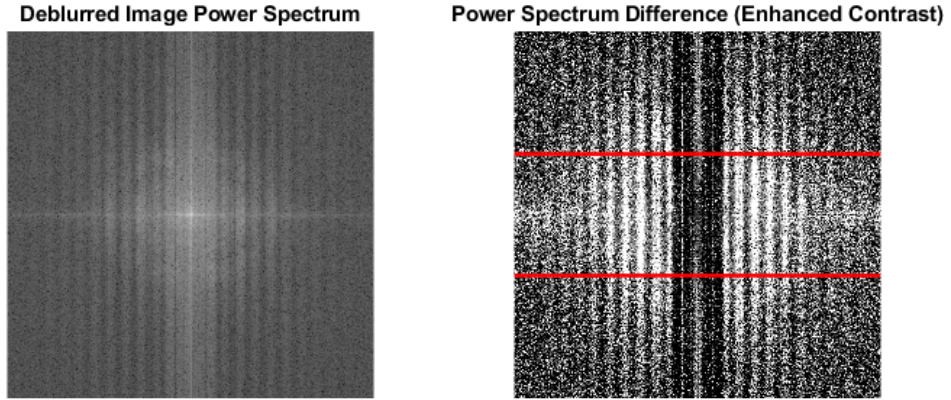 Deblurred Image Power Spectrum
Power Spectrum Difference (Enhanced Contrast)